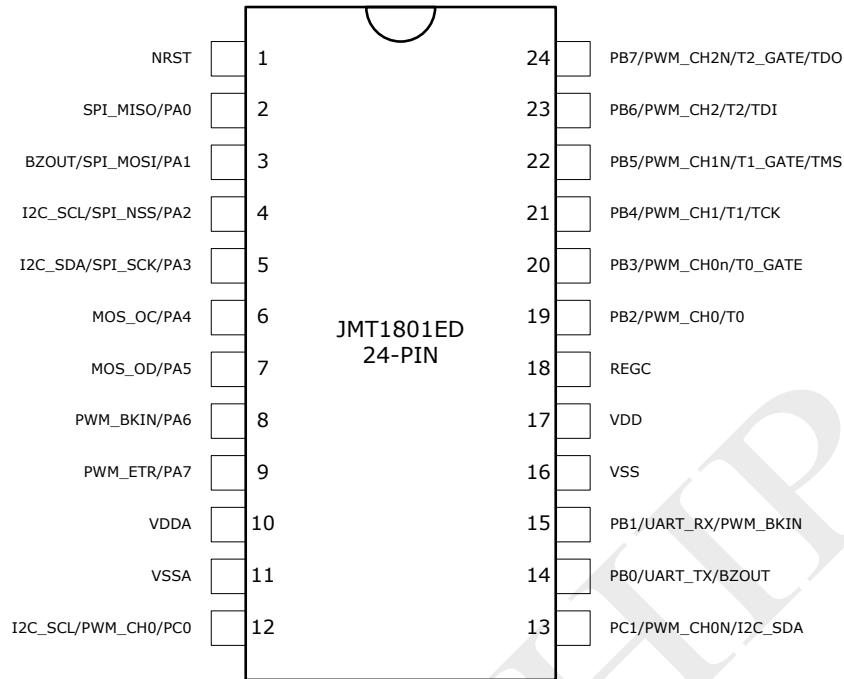 NRST 1 24 PB7/PWM_CH2N/T2_GATE/TDO
SPI_MISO/PA0 2 23 PB6/PWM_CH2/T2/TDI
BZOUT/SPI_MOSI/PA1 3 22 PB5/PWM_CH1N/T1_GATE/TMS
I2C_SCL/SPI_NSS/PA2 4 21 PB4/PWM_CH1/T1/TCK
I2C_SDA/SPI_SCK/PA3 5 20 PB3/PWM_CH0n/T0_GATE
MOS_OC/PA4 6 19 PB2/PWM_CH0/T0
JMT1801ED
24-PIN
MOS_OD/PA5 7 18 REGC
PWM_BKIN/PA6 8 17 VDD
PWM_ETR/PA7 9 16 VSS
VDDA 10 15 PB1/UART_RX/PWM_BKIN
VSSA 11 14 PB0/UART_TX/BZOUT
I2C_SCL/PWM_CH0/PC0 12 13 PC1/PWM_CH0N/I2C_SDA